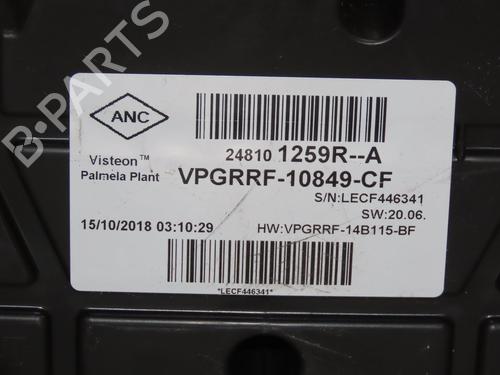 B-PARTS
ANC
Visteon™
Palmela Plant
24810 1259R--A
VPGRRF-10849-CF
S/N:LECF446341
SW:20.06.
15/10/2018 03:10:29
HW:VPGRRF-14B115-BF
*LECF446341*